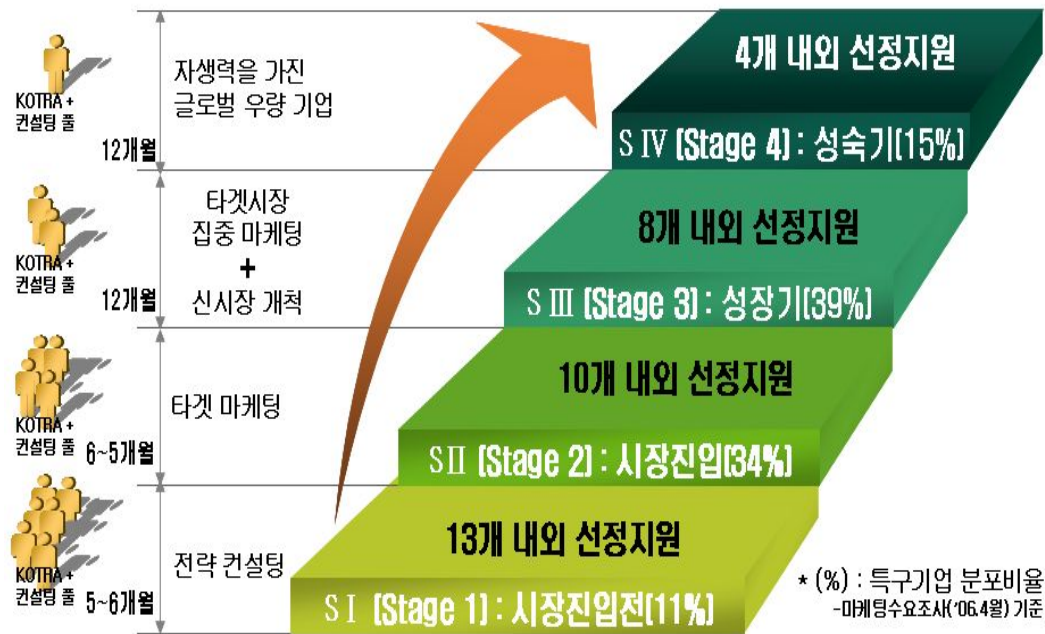 KOTRA +
컨설팅 풀
12개월
자생력을 가진
글로벌 우량 기업
4개 내외 선정지원
S Ⅳ (Stage 4) : 성숙기(15%)
KOTRA +
컨설팅 풀
12개월
타겟시장
집중 마케팅
+
신시장 개척
8개 내외 선정지원
S Ⅲ (Stage 3) : 성장기(39%)
KOTRA +
컨설팅 풀
6~5개월
타겟 마케팅
10개 내외 선정지원
SⅡ (Stage 2) : 시장진입(34%)
KOTRA +
컨설팅 풀
5~6개월
전략 컨설팅
13개 내외 선정지원
S Ⅰ (Stage 1) : 시장진입전(11%)
* (%) : 특구기업 분포비율
-마케팅수요조사('06.4월) 기준